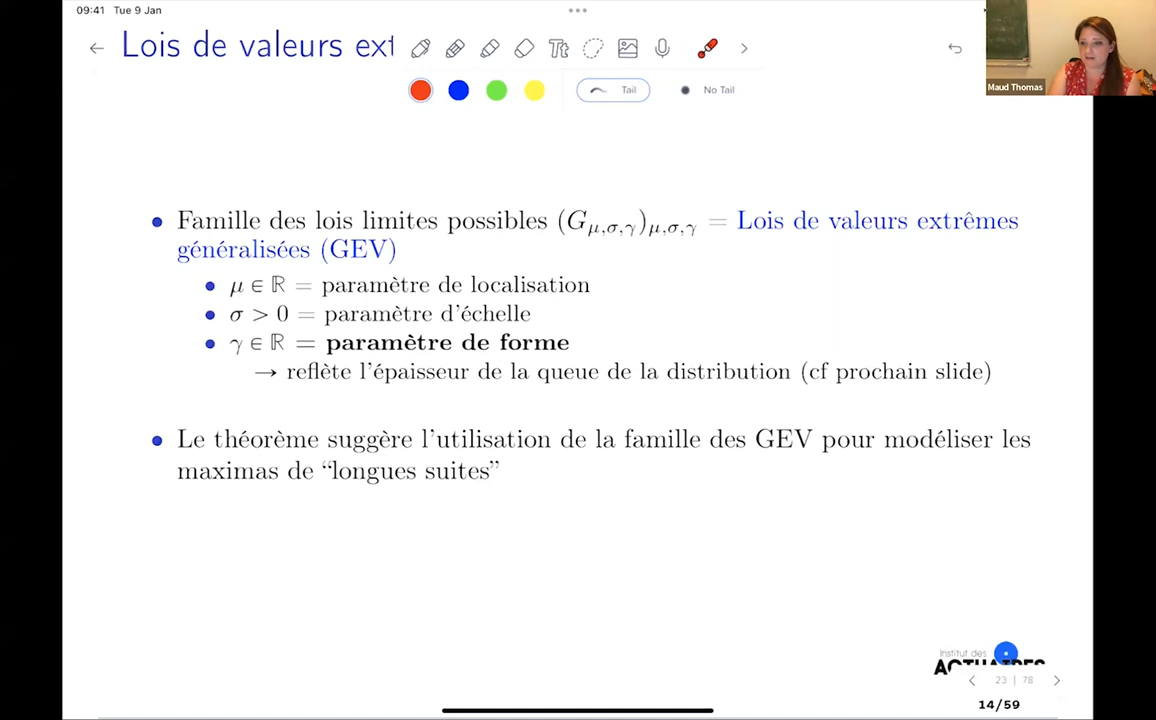 09:41 Tue 9 Jan
Lois de valeurs ext
Tt
Tail
No Tail
Maud Thomas
• Famille des lois limites possibles (G_{μ,σ,γ})_{μ,σ,γ} = Lois de valeurs extrêmes
généralisées (GEV)
• μ ∈ ℝ = paramètre de localisation
• σ > 0 = paramètre d'échelle
• γ ∈ ℝ = paramètre de forme
→ reflète l'épaisseur de la queue de la distribution (cf prochain slide)
• Le théorème suggère l'utilisation de la famille des GEV pour modéliser les
maximas de “longues suites”
Institut des
ACTUAIRES
23 | 78
14/59